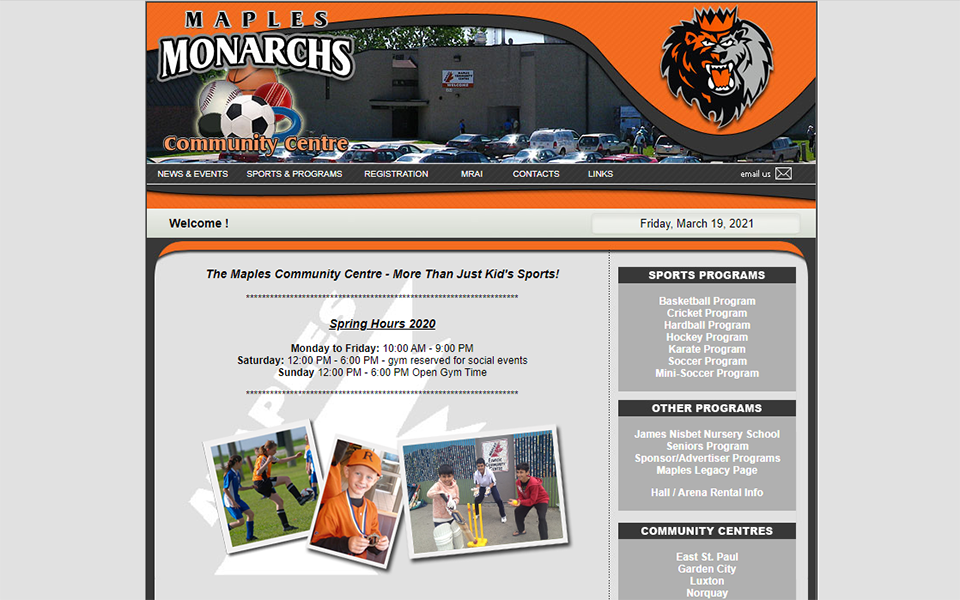 MAPLES
MONARCHS
Community Centre
NEWS & EVENTS SPORTS & PROGRAMS REGISTRATION MRAI CONTACTS LINKS email us
Welcome ! Friday, March 19, 2021
The Maples Community Centre - More Than Just Kid's Sports!
********************************************************************
Spring Hours 2020
Monday to Friday: 10:00 AM - 9:00 PM
Saturday: 12:00 PM - 6:00 PM - gym reserved for social events
Sunday 12:00 PM - 6:00 PM Open Gym Time
********************************************************************
MAPLES
R
SPORTS PROGRAMS
Basketball Program
Cricket Program
Hardball Program
Hockey Program
Karate Program
Soccer Program
Mini-Soccer Program
OTHER PROGRAMS
James Nisbet Nursery School
Seniors Program
Sponsor/Advertiser Programs
Maples Legacy Page
Hall / Arena Rental Info
COMMUNITY CENTRES
East St. Paul
Garden City
Luxton
Norquay